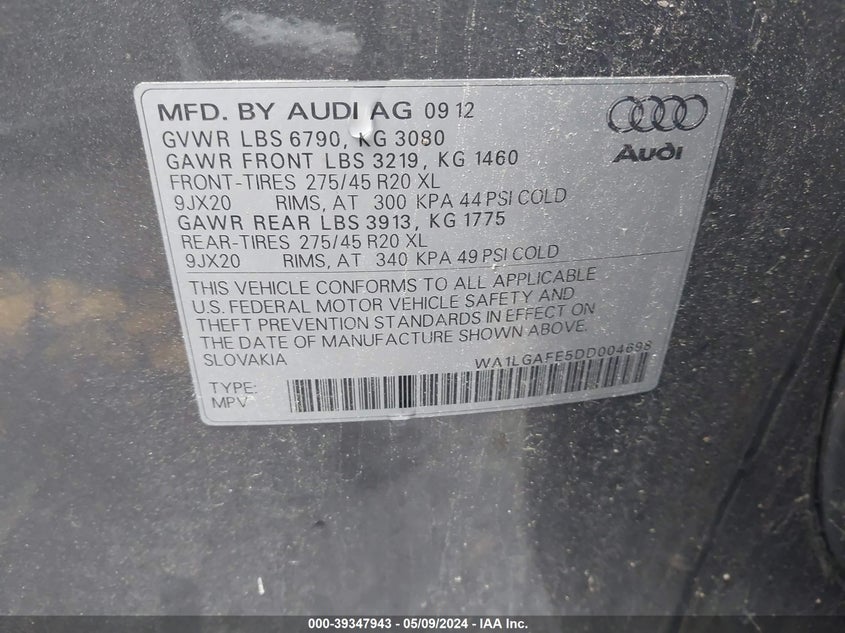 MFD. BY AUDI AG 09 12
Audi
GVWR LBS 6790, KG 3080
GAWR FRONT LBS 3219, KG 1460
FRONT-TIRES 275/45 R20 XL
9JX20 RIMS, AT 300 KPA 44 PSI COLD
GAWR REAR LBS 3913, KG 1775
REAR-TIRES 275/45 R20 XL
9JX20 RIMS, AT 340 KPA 49 PSI COLD
THIS VEHICLE CONFORMS TO ALL APPLICABLE
U.S. FEDERAL MOTOR VEHICLE SAFETY AND
THEFT PREVENTION STANDARDS IN EFFECT ON
THE DATE OF MANUFACTURE SHOWN ABOVE.
SLOVAKIA WA1LGAFE5DD004698
TYPE:
MPV
000-39347943 / 05/09/2024 - IAA Inc.